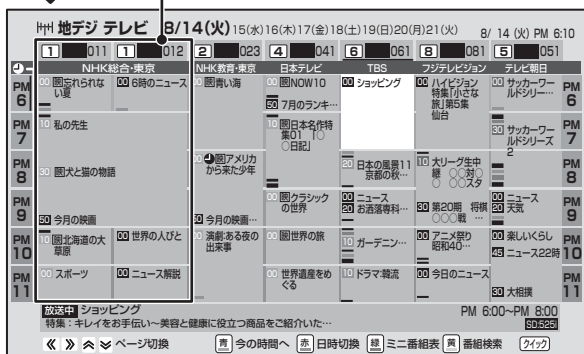 地デジ テレビ 8/14(火) 15(水)16(木)17(金)18(土)19(日)20(月)21(火) 8/ 14 (火) PM 6:10
1 011 1 012 2 023 4 041 6 061 8 081 5 051
NHK総合・東京 NHK教育・東京 日本テレビ TBS フジテレビジョン テレビ朝日
PM 6
00 忘れられない夏
00 6時のニュース
00 青い海
00 NOW10
50 7月のランキ…
00 ショッピング
00 ハイビジョン特集「小さな旅」第5集 仙台
00 サッカーワールドシリー…
PM 6
PM 7
10 私の先生
10 日本名作特集01 「○○日記」
30 サッカーワールドシリーズ2
PM 7
PM 8
30 犬と猫の物語
00 アメリカから来た少年
20 日本の風景11 京都の秋…
10 大リーグ生中継 ○○対○○○○スタ
PM 8
PM 9
50 今月の映画
50 今月の映画…
00 クラシックの世界
00 ニュース
20 お洒落専科…
30 第20期 将棋○○○戦 …
00 ニュース
20 天気
PM 9
PM 10
10 北海道の大草原
00 世界の人びと
00 演劇:ある夜の出来事
00 世界の旅
10 ガーデニン…
00 アニメ祭り 昭和40…
00 楽しいくらし
45 ニュース22時
PM 10
PM 11
00 スポーツ
00 ニュース解説
00 世界遺産をめぐる
10 ドラマ:韓流
00 今日のニュース
30 大相撲
PM 11
放送中 ショッピング PM 6:00~PM 8:00
特集:キレイをお手伝い~美容と健康に役立つ商品をご紹介いた… SD:525i
ページ切換 青 今の時間へ 赤 日時切換 緑 ミニ番組表 黄 番組検索 クイック